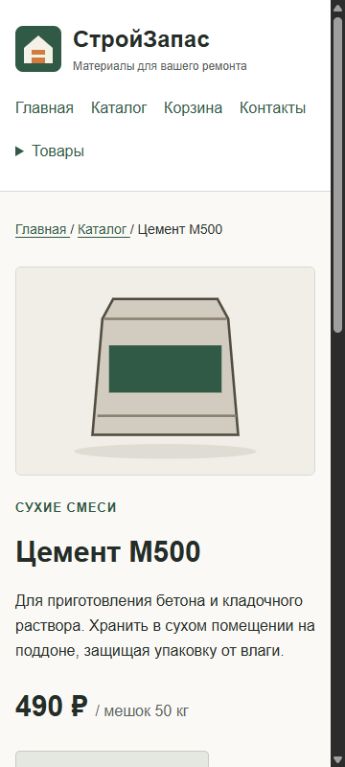 СтройЗапас
Материалы для вашего ремонта
Главная Каталог Корзина Контакты
Товары
Главная / Каталог / Цемент М500
СУХИЕ СМЕСИ
Цемент М500
Для приготовления бетона и кладочного
раствора. Хранить в сухом помещении на
поддоне, защищая упаковку от влаги.
490 ₽ / мешок 50 кг